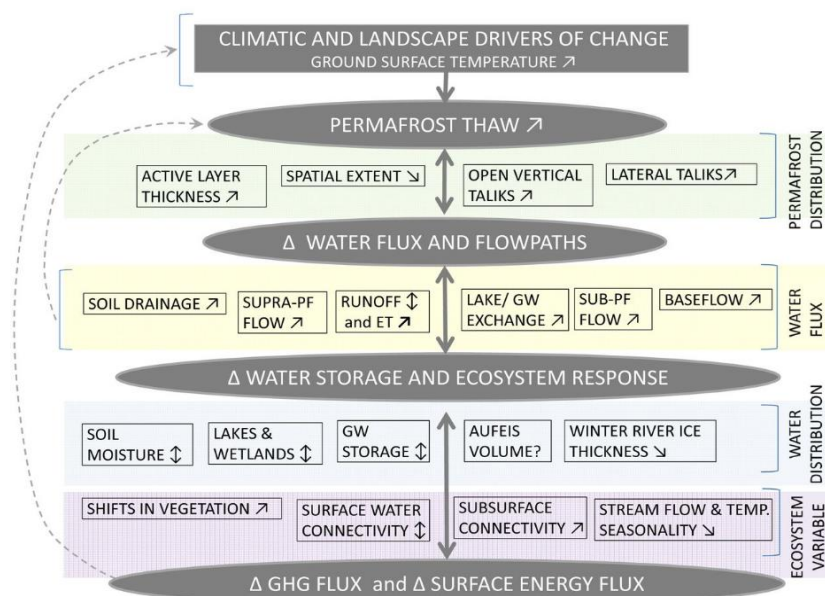 CLIMATIC AND LANDSCAPE DRIVERS OF CHANGE
GROUND SURFACE TEMPERATURE ↗
PERMAFROST THAW ↗
ACTIVE LAYER
THICKNESS ↗
SPATIAL EXTENT ↘
OPEN VERTICAL
TALIKS ↗
LATERAL TALIKS↗
PERMAFROST
DISTRIBUTION
Δ WATER FLUX AND FLOWPATHS
SOIL DRAINAGE ↗
SUPRA-PF
FLOW ↗
RUNOFF ↕
and ET ↗
LAKE/ GW
EXCHANGE ↗
SUB-PF
FLOW ↗
BASEFLOW ↗
WATER
FLUX
Δ WATER STORAGE AND ECOSYSTEM RESPONSE
SOIL
MOISTURE ↕
LAKES &
WETLANDS ↕
GW
STORAGE ↕
AUFEIS
VOLUME?
WINTER RIVER ICE
THICKNESS ↘
WATER
DISTRIBUTION
SHIFTS IN VEGETATION ↗
SURFACE WATER
CONNECTIVITY ↕
SUBSURFACE
CONNECTIVITY ↗
STREAM FLOW & TEMP.
SEASONALITY ↘
ECOSYSTEM
VARIABLE
Δ GHG FLUX and Δ SURFACE ENERGY FLUX